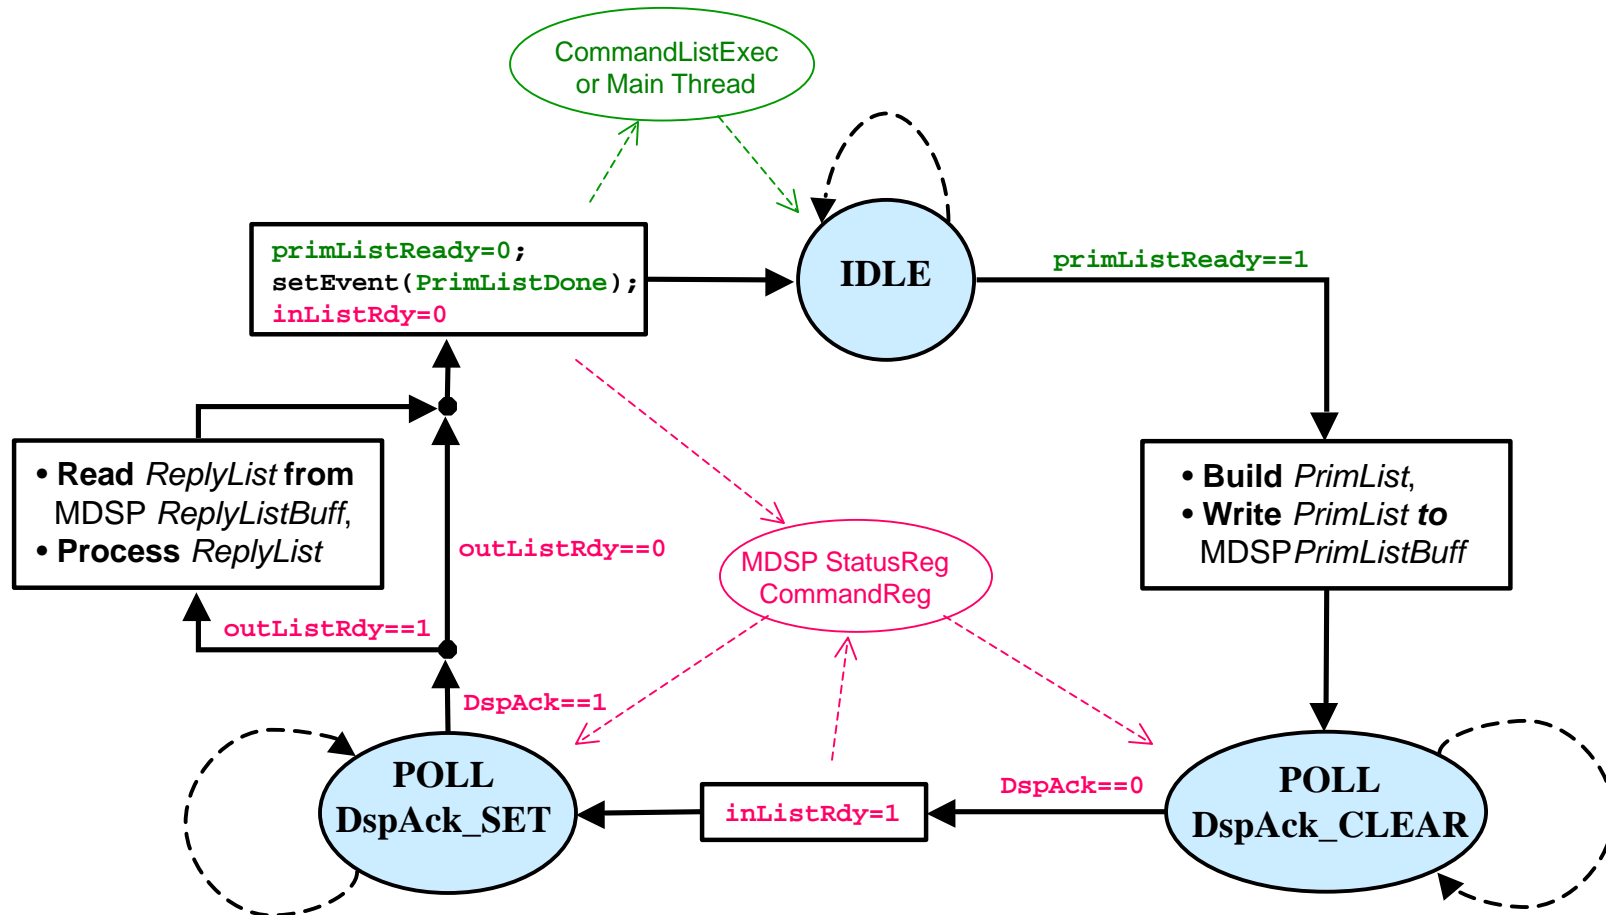 CommandListExec
or Main Thread
primListReady=0;
setEvent(PrimListDone);
inListRdy=0
IDLE
primListReady==1
• Read ReplyList from
MDSP ReplyListBuff,
• Process ReplyList
• Build PrimList,
• Write PrimList to
MDSPPrimListBuff
outListRdy==0
MDSP StatusReg
CommandReg
outListRdy==1
DspAck==1
POLL
DspAck_SET
inListRdy=1
DspAck==0
POLL
DspAck_CLEAR